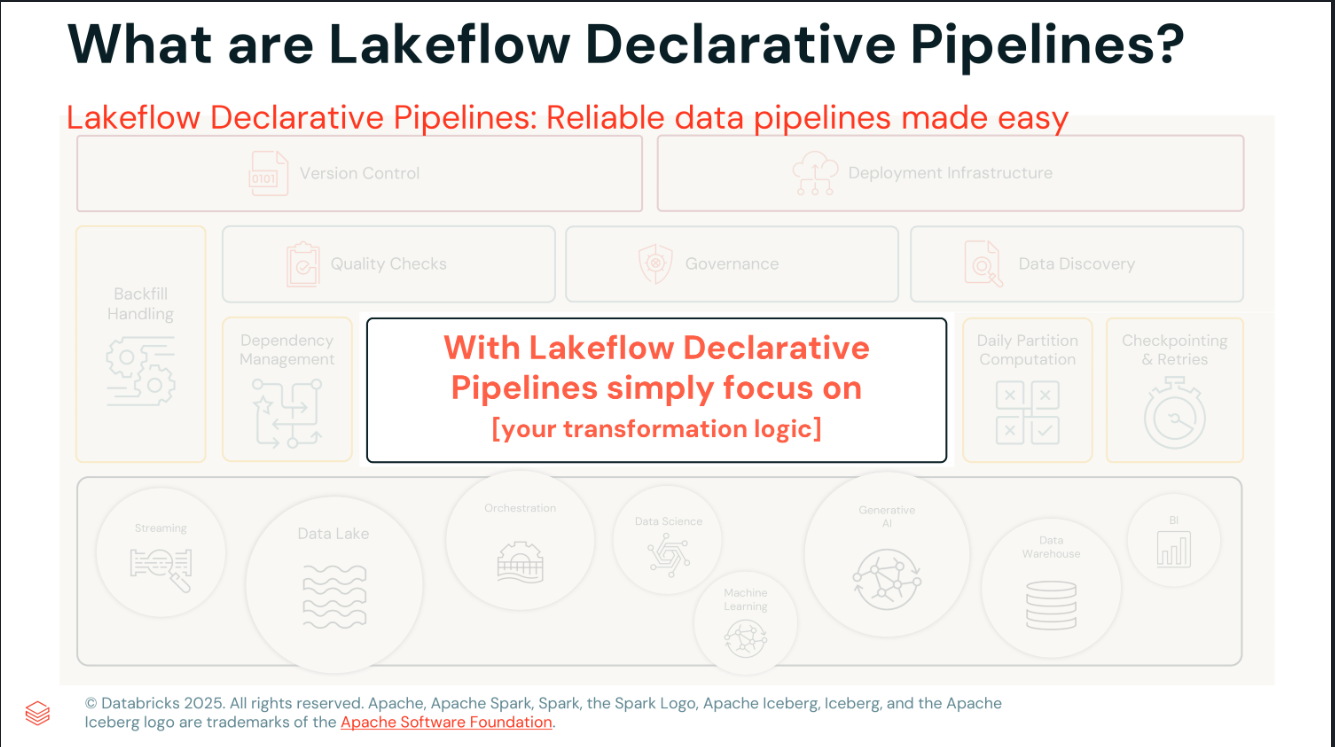 What are Lakeflow Declarative Pipelines?
Lakeflow Declarative Pipelines: Reliable data pipelines made easy
0101
Version Control
Deployment Infrastructure
Backfill
Handling
Quality Checks
Governance
Data Discovery
Dependency
Management
With Lakeflow Declarative
Pipelines simply focus on
[your transformation logic]
Daily Partition
Computation
Checkpointing
& Retries
Streaming
Data Lake
Orchestration
Data Science
Machine
Learning
Generative
AI
Data
Warehouse
BI
© Databricks 2025. All rights reserved. Apache, Apache Spark, Spark, the Spark Logo, Apache Iceberg, Iceberg, and the Apache
Iceberg logo are trademarks of the Apache Software Foundation.